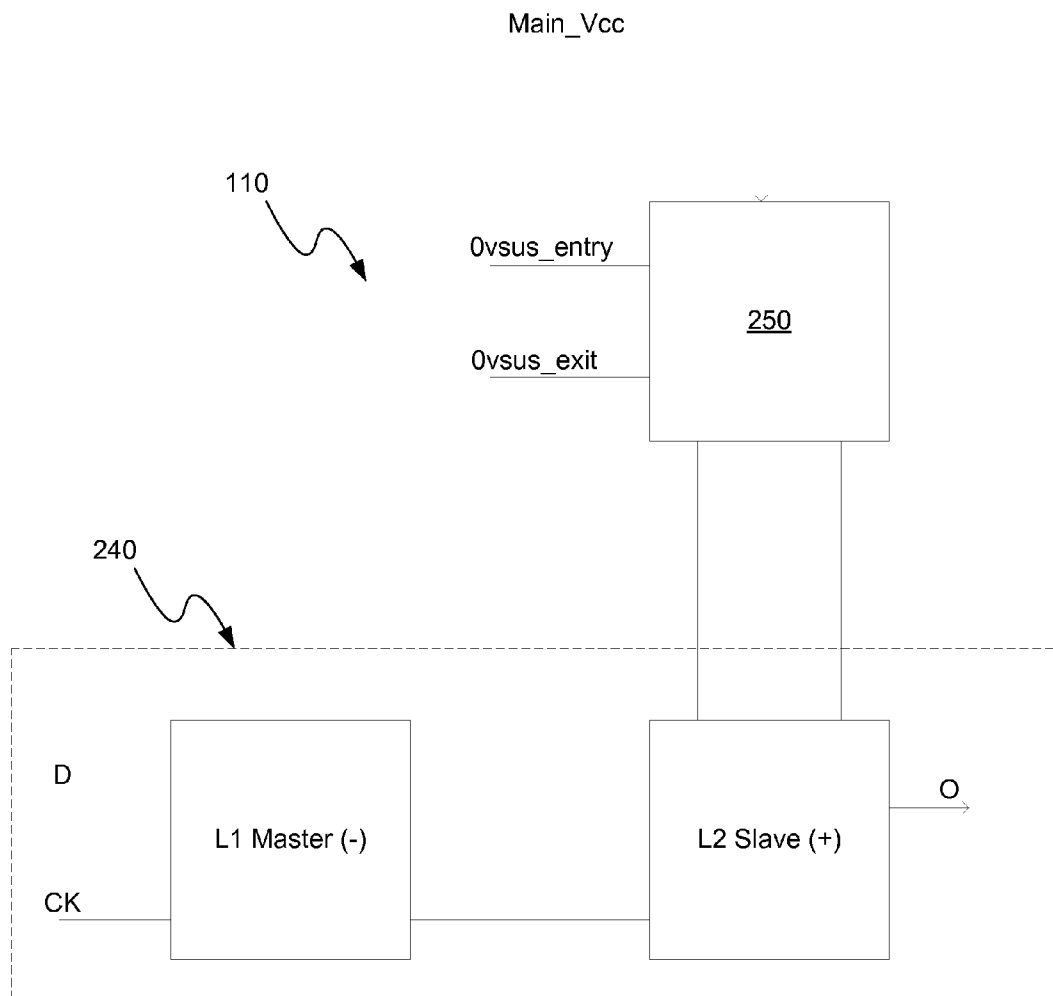 Main_Vcc
110
0vsus_entry
250
0vsus_exit
240
D
O
L1 Master (-)
L2 Slave (+)
CK